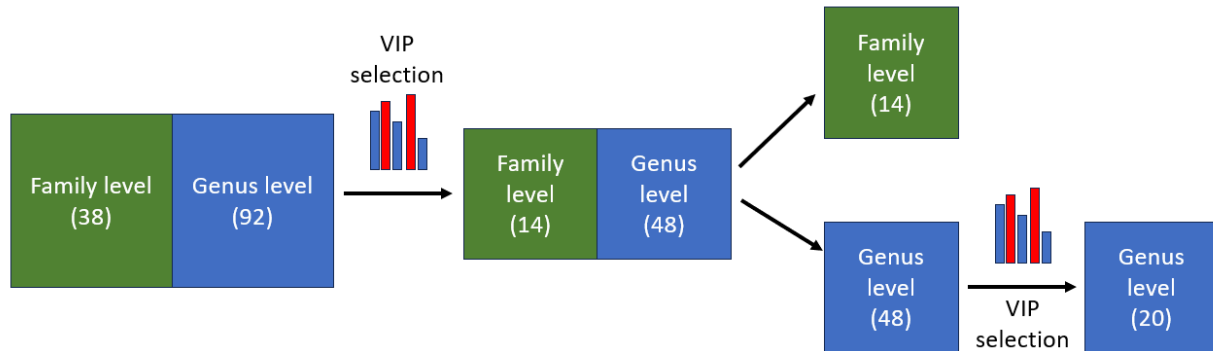 Family level
(38)
Genus level
(92)
VIP
selection
Family
level
(14)
Genus
level
(48)
Family
level
(14)
Genus
level
(48)
VIP
selection
Genus
level
(20)